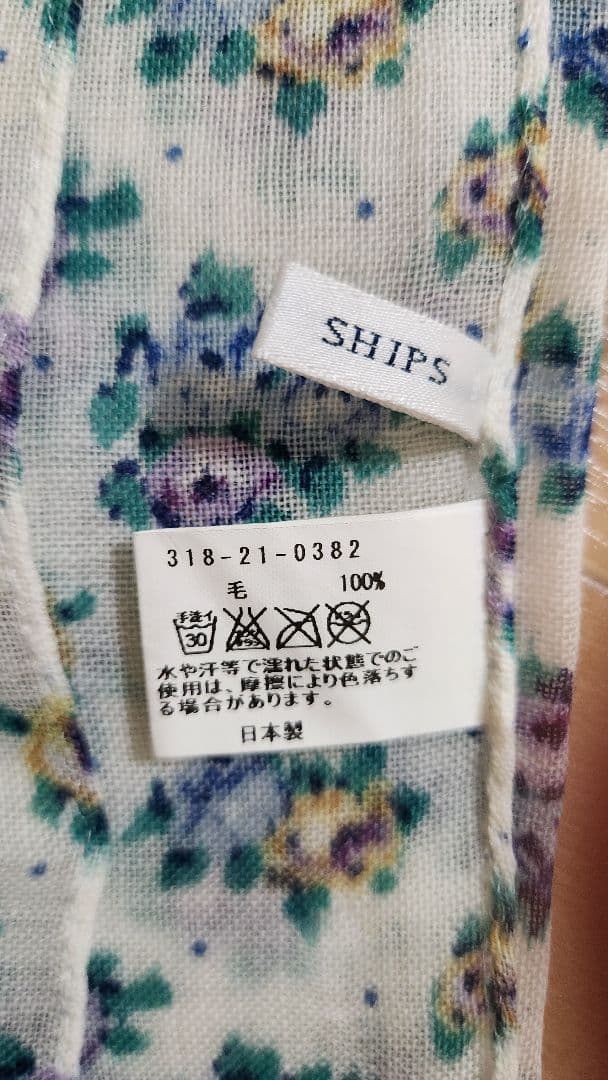 SHIPS
318-21-0382
毛 100%
手洗イ
30
水や汗等で濡れた状態でのご
使用は、摩擦により色落ちす
る場合があります。
日本製